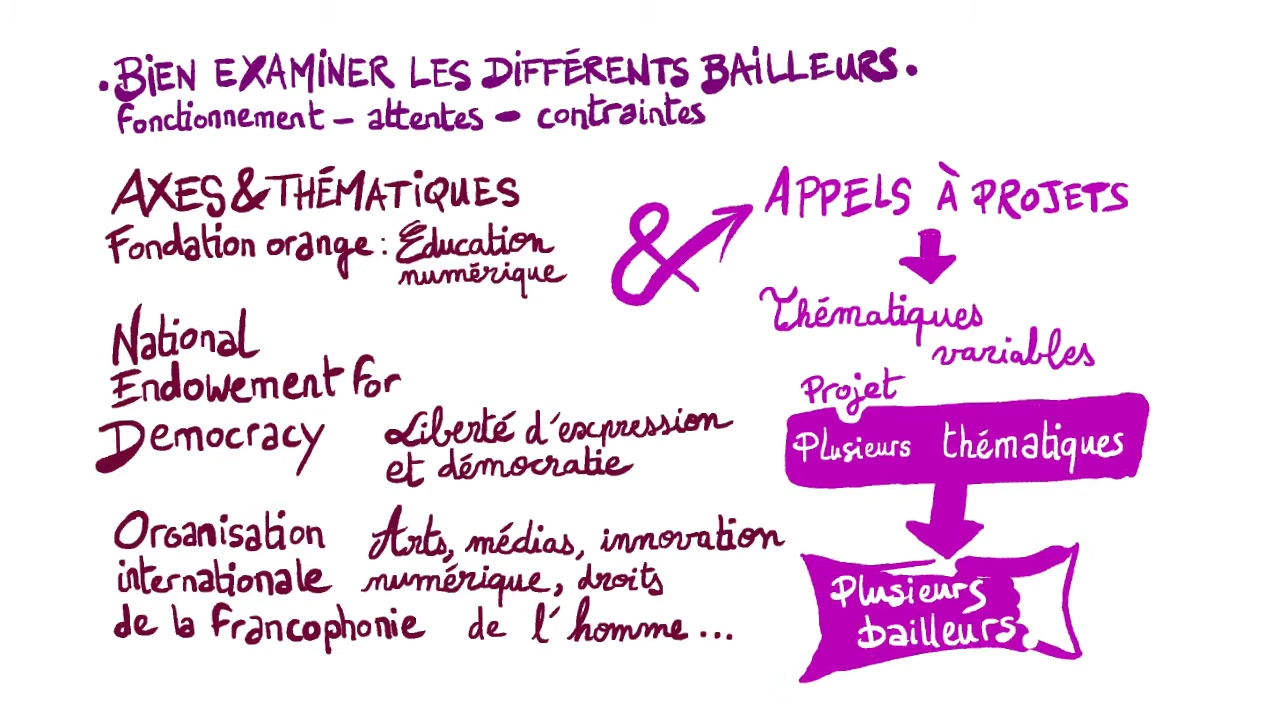 • BIEN EXAMINER LES DIFFÉRENTS BAILLEURS •
fonctionnement - attentes - contraintes
AXES & THÉMATIQUES
Fondation orange : Éducation
numérique
National
Endowement for
Democracy
Liberté d'expression
et démocratie
Organisation
internationale
de la francophonie
Arts, médias, innovation
numérique, droits
de l'homme...
&
APPELS À PROJETS
Thématiques
variables
Projet
Plusieurs thématiques
Plusieurs
bailleurs.